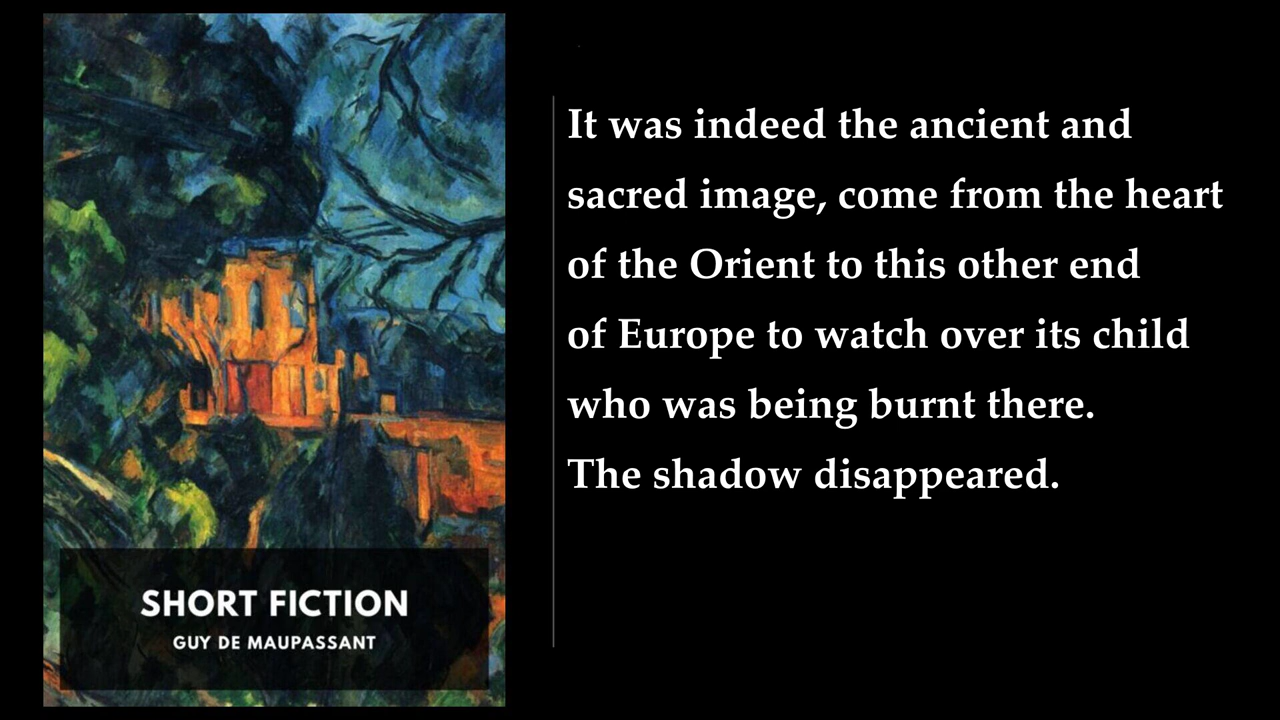 It was indeed the ancient and
sacred image, come from the heart
of the Orient to this other end
of Europe to watch over its child
who was being burnt there.
The shadow disappeared.
SHORT FICTION
GUY DE MAUPASSANT